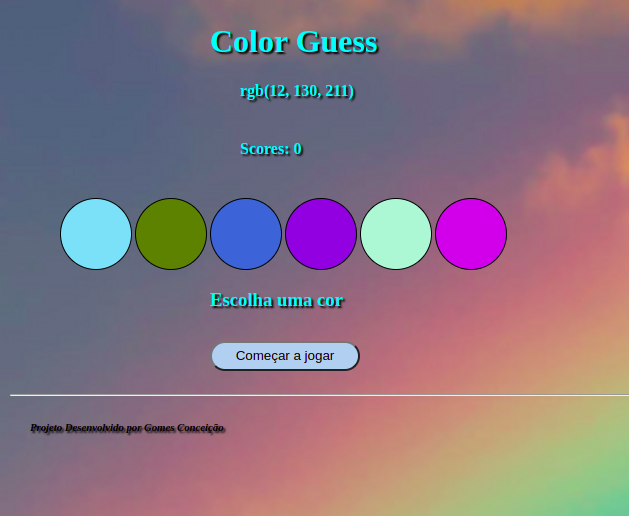 Color Guess
rgb(12, 130, 211)
Scores: 0
Escolha uma cor
Começar a jogar
Projeto Desenvolvido por Gomes Conceição